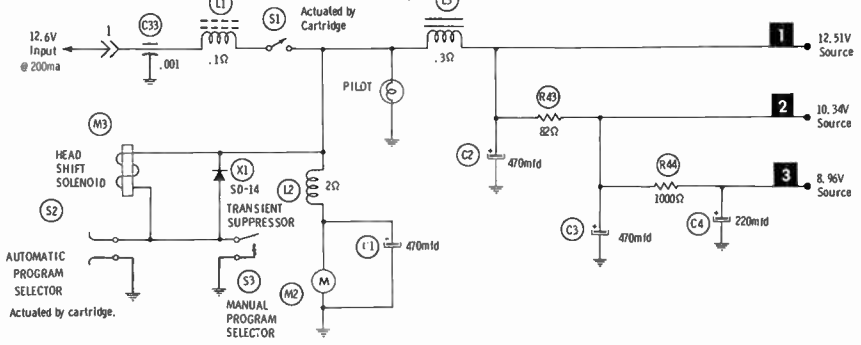 L1
C33
S1
Actuated by
Cartridge
12.6V
Input
@ 200ma
1
.001
.1Ω
.3Ω
1
12.51V
Source
PILOT
R43
82Ω
2
10.34V
Source
M3
HEAD
SHIFT
SOLENOID
X1
SD-14
TRANSIENT
SUPPRESSOR
L2
2Ω
C2
470mfd
R44
1000Ω
3
8.96V
Source
C3
470mfd
C4
220mfd
S2
AUTOMATIC
PROGRAM
SELECTOR
Actuated by cartridge.
S3
MANUAL
PROGRAM
SELECTOR
C1
470mfd
M
M2